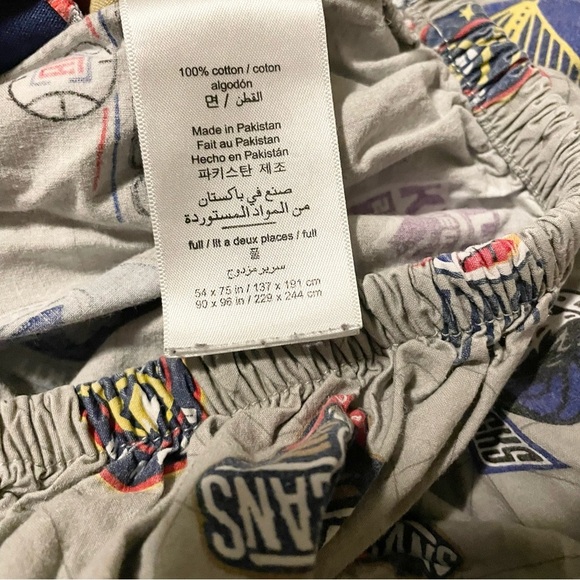 100% cotton / coton
algodón
면 / القطن
Made in Pakistan
Fait au Pakistan
Hecho en Pakistán
파키스탄 제조
صنع في باكستان
من المواد المستوردة
full / lit a deux places / full
سرير مزدوج
54 x 75 in / 137 x 191 cm
90 x 96 in / 229 x 244 cm